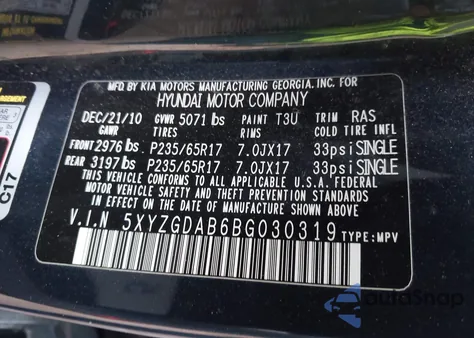 MFD. BY KIA MOTORS MANUFACTURING GEORGIA, INC. FOR
HYUNDAI MOTOR COMPANY
DEC/21/10 GVWR 5071 lbs PAINT T3U TRIM RAS
GAWR TIRES RIMS COLD TIRE INFL.
FRONT 2976 lbs P235/65R17 7.0JX17 33psi SINGLE
REAR 3197 lbs P235/65R17 7.0JX17 33psi SINGLE
THIS VEHICLE CONFORMS TO ALL APPLICABLE U.S.A. FEDERAL
MOTOR VEHICLE SAFETY AND THEFT PREVENTION STANDARDS
IN EFFECT ON THE DATE OF MANUFACTURE SHOWN ABOVE.
V.I.N 5XYZGDAB6BG030319 TYPE: MPV
C17
AutoSnap